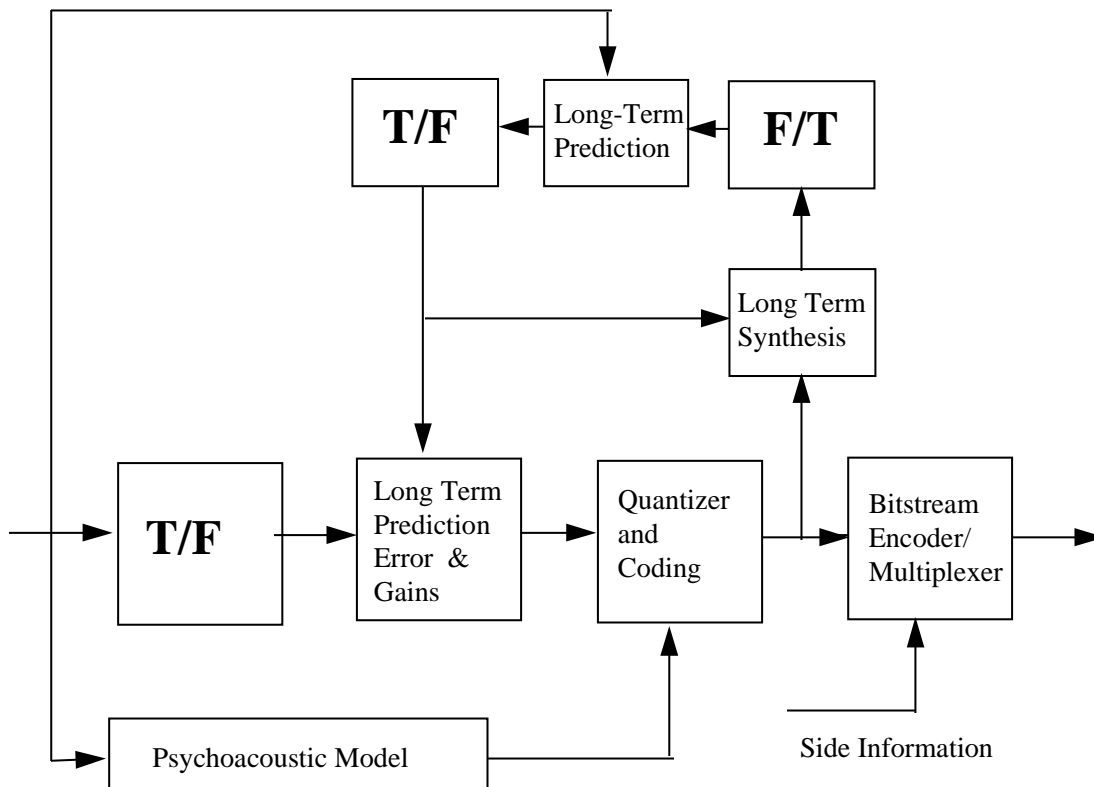 T/F
Long-Term
Prediction
F/T
Long Term
Synthesis
T/F
Long Term
Prediction
Error &
Gains
Quantizer
and
Coding
Bitstream
Encoder/
Multiplexer
Psychoacoustic Model
Side Information